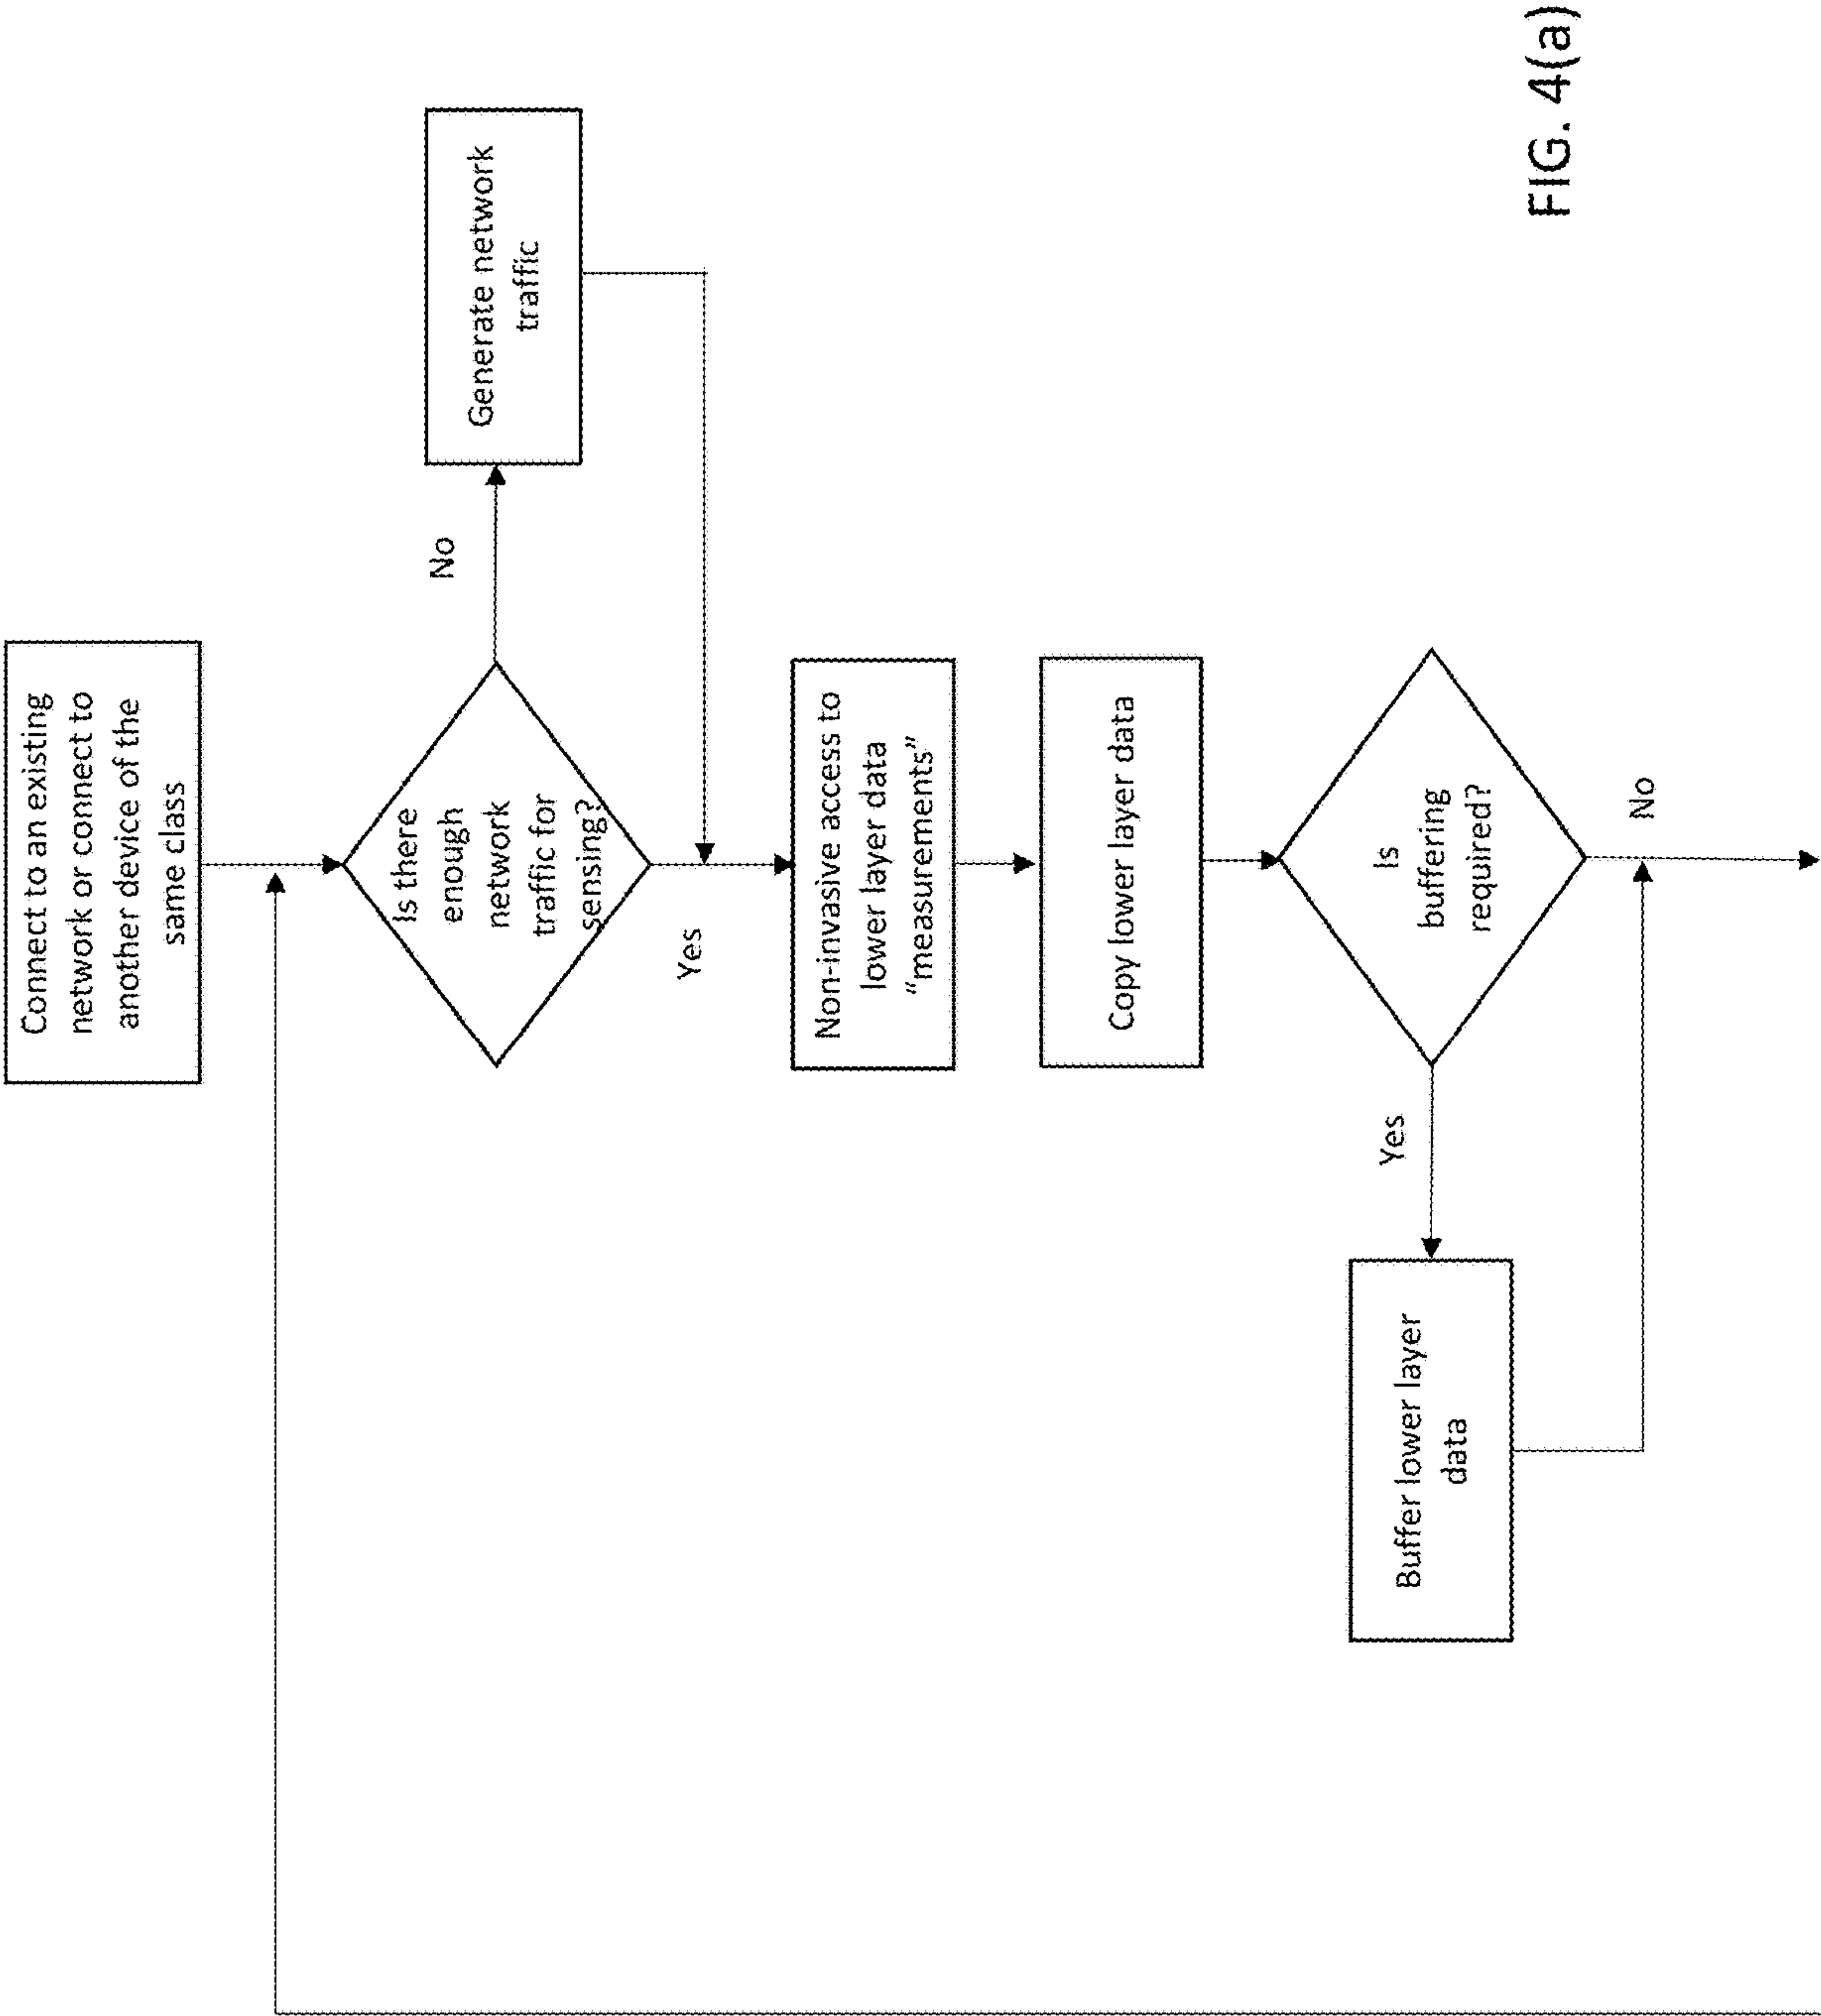 Connect to an existing
network or connect to
another device of the
same class
Is there
enough
network
traffic for
sensing?
No
Generate network
traffic
Yes
Non-invasive access to
lower layer data
“measurements”
Copy lower layer data
Is
buffering
required?
Yes
Buffer lower layer
data
No
FIG. 4(a)